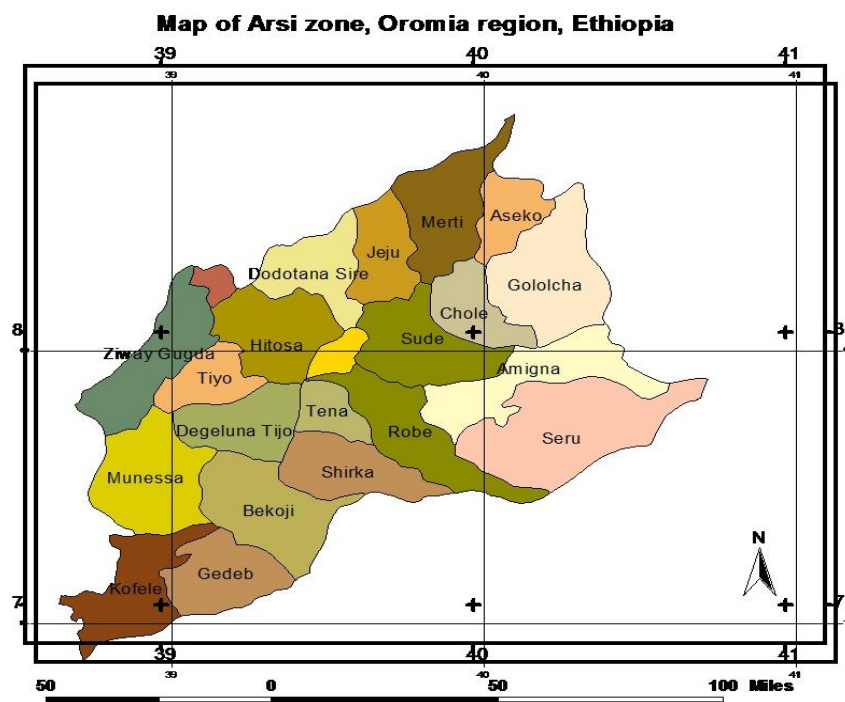 Map of Arsi zone, Oromia region, Ethiopia
39 40 41
39 40 41
Merti
Aseko
Jeju
Dodotana Sire
Gololcha
Chole
8
Sude
Hitosa
Ziway Gugda
Amigna
Tiyo
Tena
Degeluna Tijo
Robe
Seru
Shirka
Munessa
Bekoji
N
Gedeb
Kofele
7 7
39 40 41
39 40 41
50 0 50 100 Miles